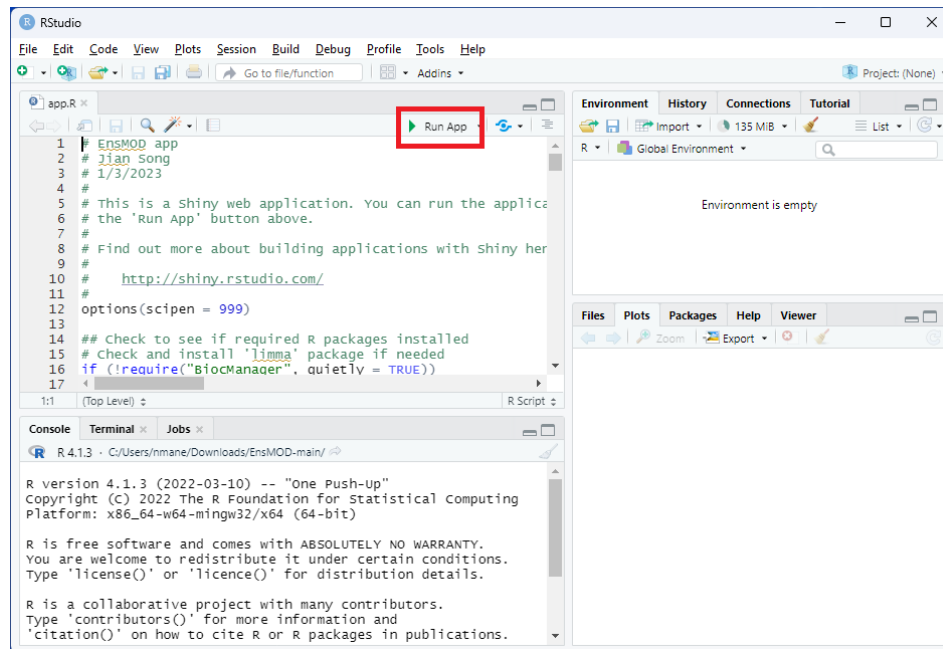 RStudio
File Edit Code View Plots Session Build Debug Profile Tools Help
Go to file/function Addins Project: (None)
app.R
Run App
1 # EnsMOD app
2 # Jian Song
3 # 1/3/2023
4 #
5 # This is a Shiny web application. You can run the applica
6 # the 'Run App' button above.
7 #
8 # Find out more about building applications with Shiny her
9 #
10 # http://shiny.rstudio.com/
11 #
12 options(scipen = 999)
13
14 ## Check to see if required R packages installed
15 # Check and install 'limma' package if needed
16 if (!require("BiocManager", quietly = TRUE))
17
1:1 (Top Level) R Script
Console Terminal Jobs
R 4.1.3 · C:/Users/nmane/Downloads/EnsMOD-main/
R version 4.1.3 (2022-03-10) -- "One Push-Up"
Copyright (C) 2022 The R Foundation for Statistical Computing
Platform: x86_64-w64-mingw32/x64 (64-bit)
R is free software and comes with ABSOLUTELY NO WARRANTY.
You are welcome to redistribute it under certain conditions.
Type 'license()' or 'licence()' for distribution details.
R is a collaborative project with many contributors.
Type 'contributors()' for more information and
'citation()' on how to cite R or R packages in publications.
Environment History Connections Tutorial
Import 135 MiB List
R Global Environment
Environment is empty
Files Plots Packages Help Viewer
Zoom Export